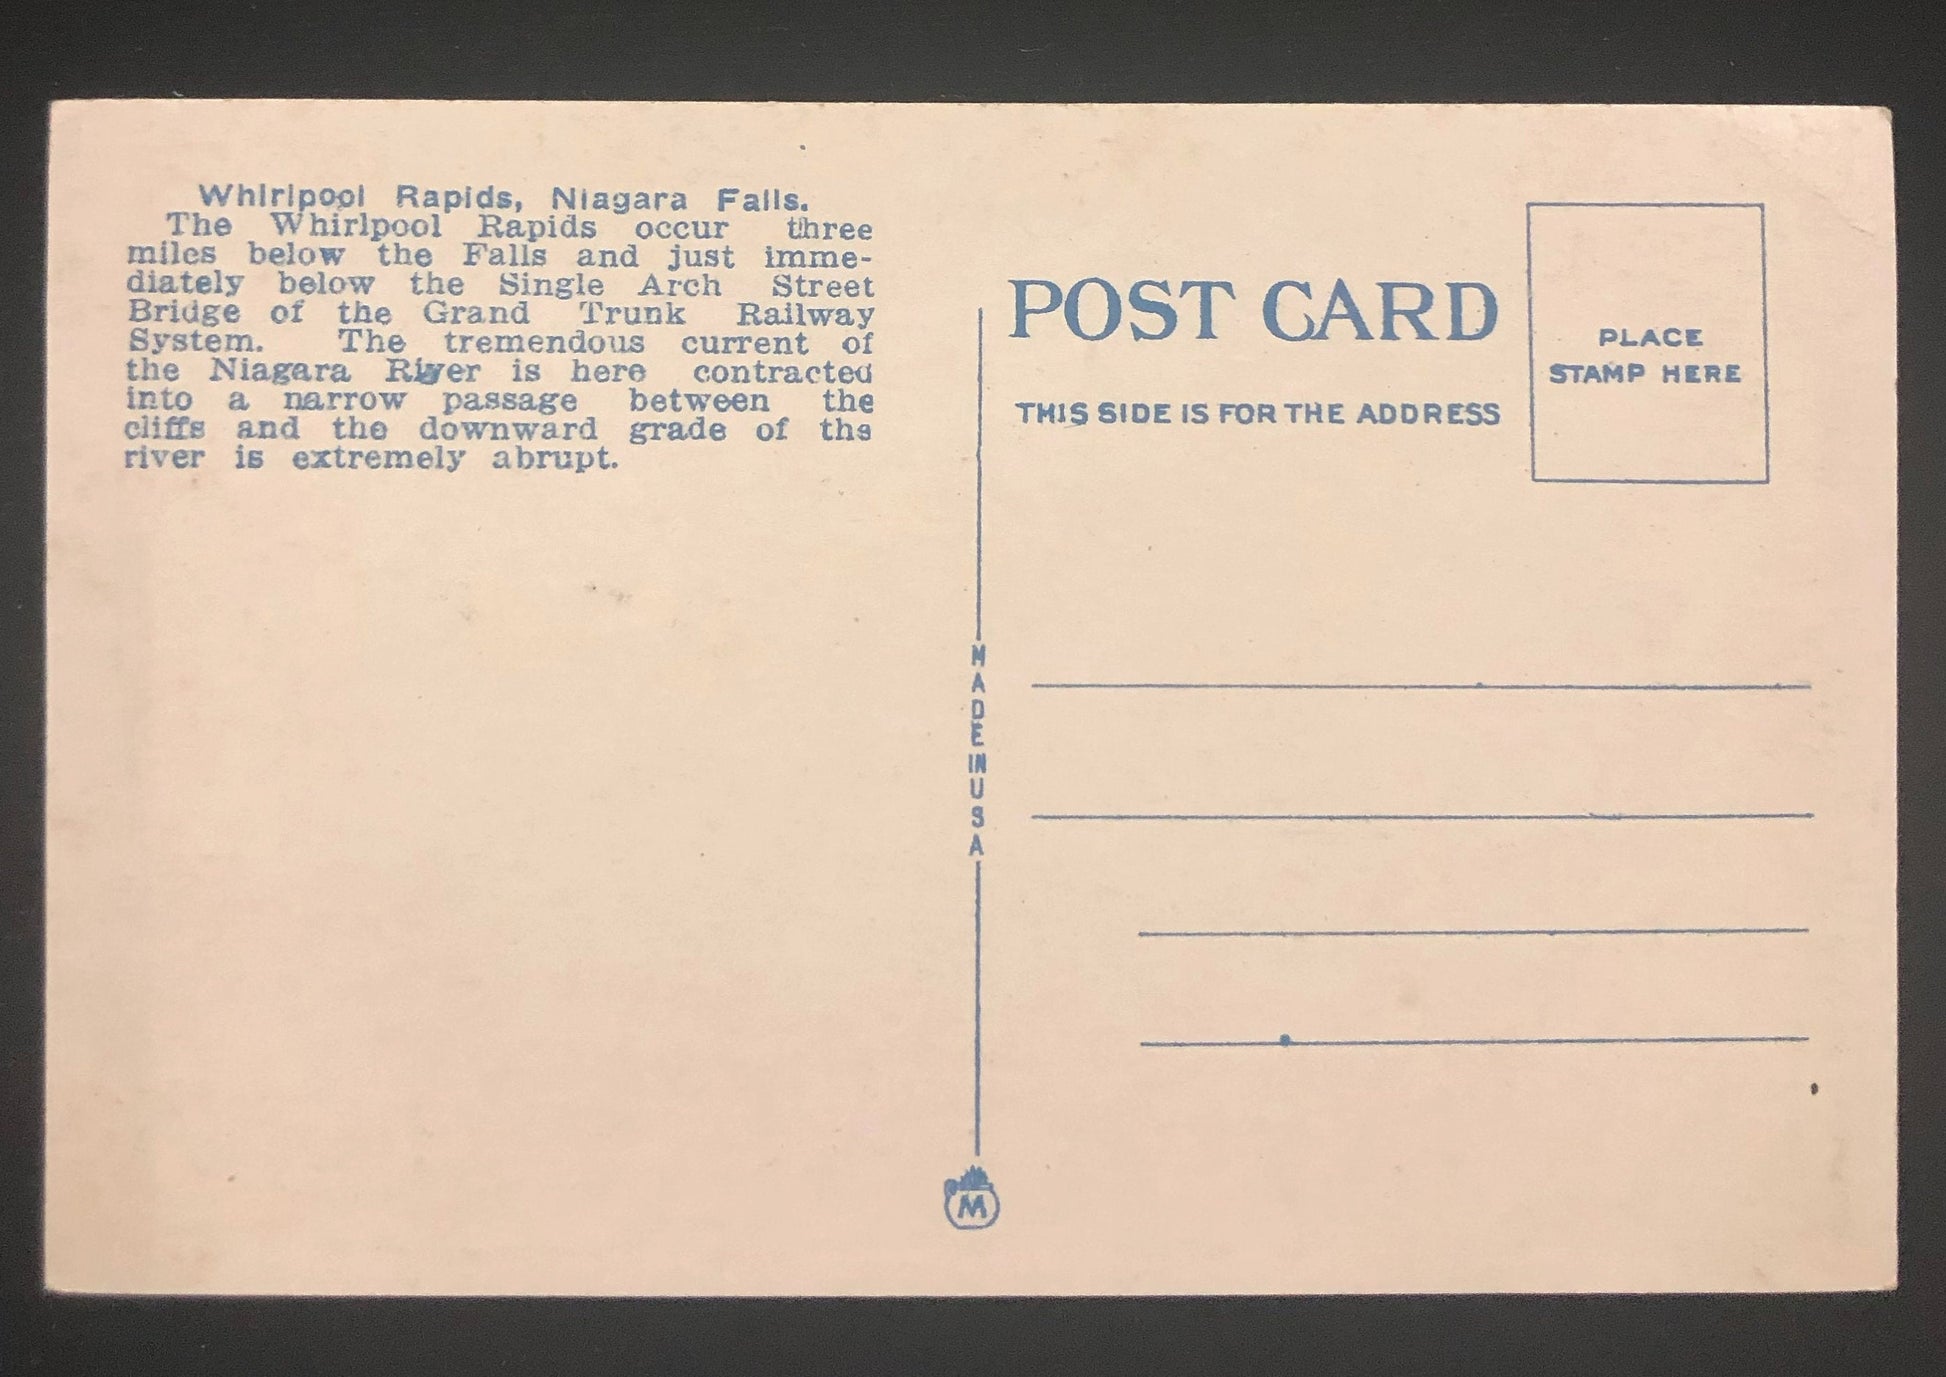 Whirlpool Rapids, Niagara Falls.
The Whirlpool Rapids occur three
miles below the Falls and just imme-
diately below the Single Arch Street
Bridge of the Grand Trunk Railway
System. The tremendous current of
the Niagara River is here contracted
into a narrow passage between the
cliffs and the downward grade of ths
river is extremely abrupt.
POST CARD
THIS SIDE IS FOR THE ADDRESS
PLACE
STAMP HERE
MADE IN USA
M